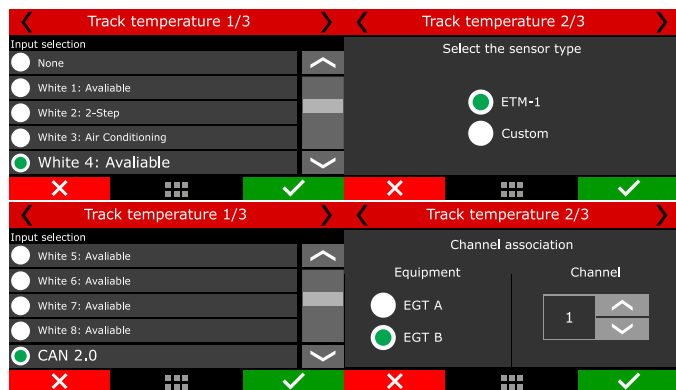 Track temperature 1/3
Input selection
None
White 1: Avaliable
White 2: 2-Step
White 3: Air Conditioning
White 4: Avaliable
Track temperature 2/3
Select the sensor type
ETM-1
Custom
Track temperature 1/3
Input selection
White 5: Avaliable
White 6: Avaliable
White 7: Avaliable
White 8: Avaliable
CAN 2.0
Track temperature 2/3
Channel association
Equipment
EGT A
EGT B
Channel
1